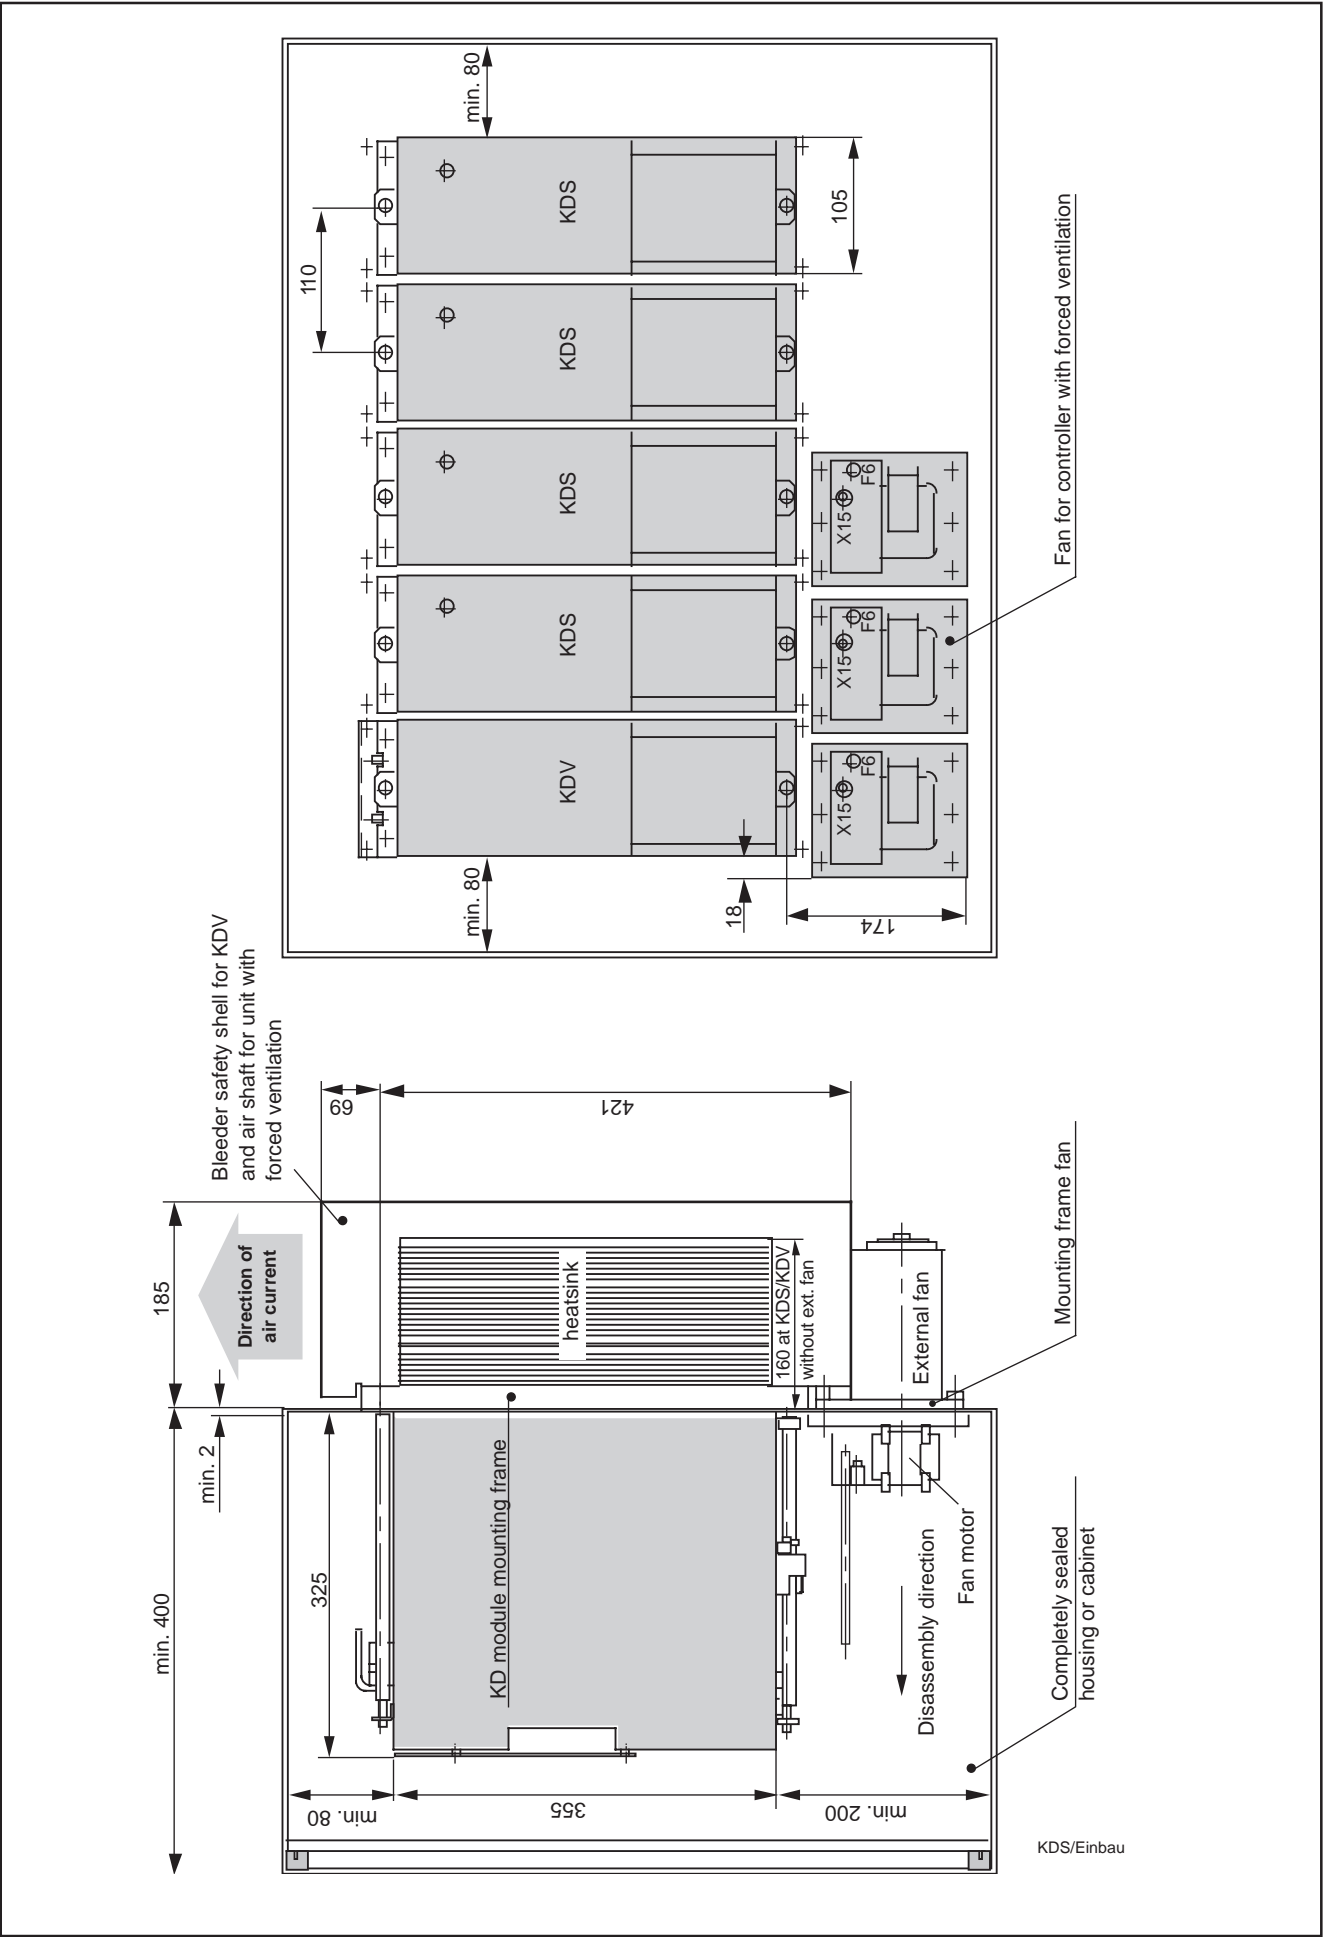 min. 400
min. 2
185
Direction of
air current
Bleeder safety shell for KDV
and air shaft for unit with
forced ventilation
69
421
325
KD module mounting frame
heatsink
160 at KDS/KDV
without ext. fan
External fan
Mounting frame fan
Fan motor
Disassembly direction
Completely sealed
housing or cabinet
min. 80
355
min. 200
KDS/Einbau
110
min. 80
min. 80
KDV
KDS
KDS
KDS
KDS
105
18
174
X15
F6
X15
F6
X15
F6
Fan for controller with forced ventilation